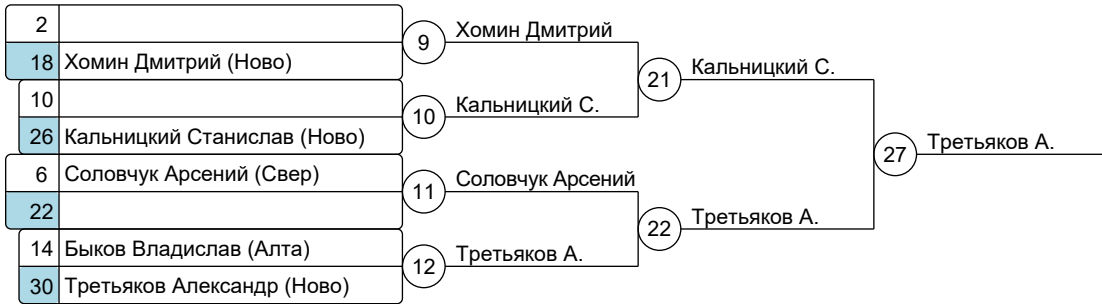 2
9
Хомин Дмитрий
18 Хомин Дмитрий (Ново)
21
Кальницкий С.
10
10
Кальницкий С.
26 Кальницкий Станислав (Ново)
27
Третьяков А.
6 Соловчук Арсений (Свер)
11
Соловчук Арсений
22
22
Третьяков А.
14 Быков Владислав (Алта)
12
Третьяков А.
30 Третьяков Александр (Ново)